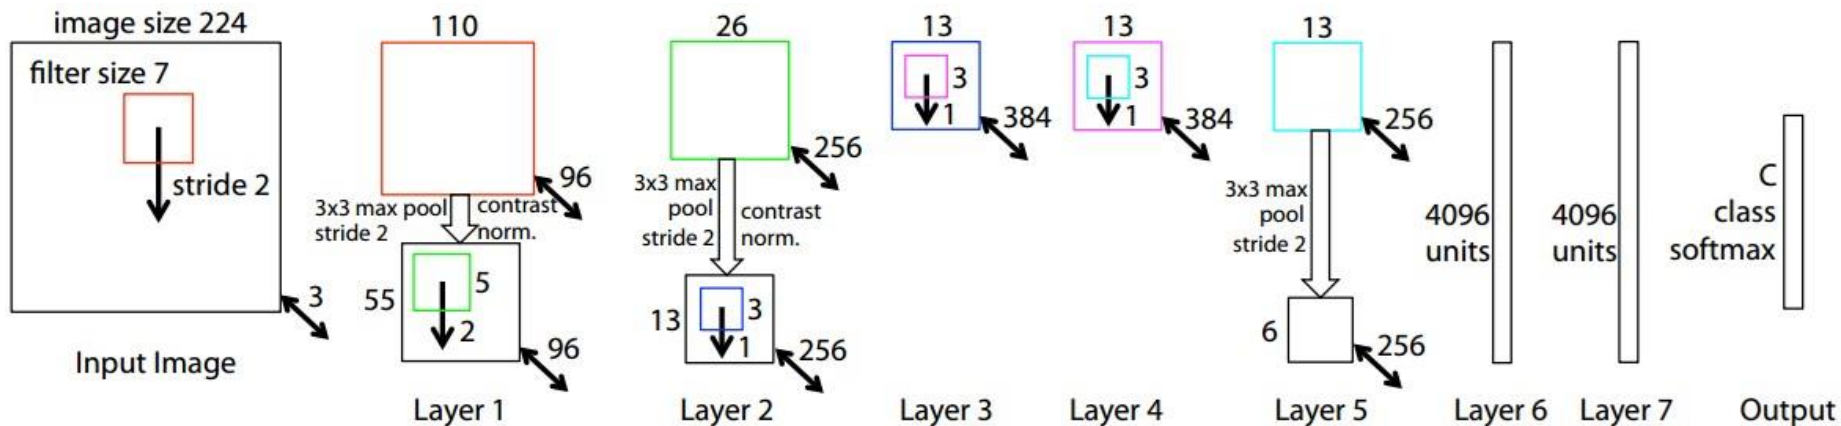 image size 224
filter size 7
stride 2
3
Input Image
110
96
3x3 max pool
stride 2
contrast
norm.
55
5
2
96
Layer 1
26
256
3x3 max
pool
stride 2
contrast
norm.
13
3
1
256
Layer 2
13
3
1
384
Layer 3
13
3
1
384
Layer 4
13
256
3x3 max
pool
stride 2
6
256
Layer 5
4096
units
Layer 6
4096
units
Layer 7
C
class
softmax
Output